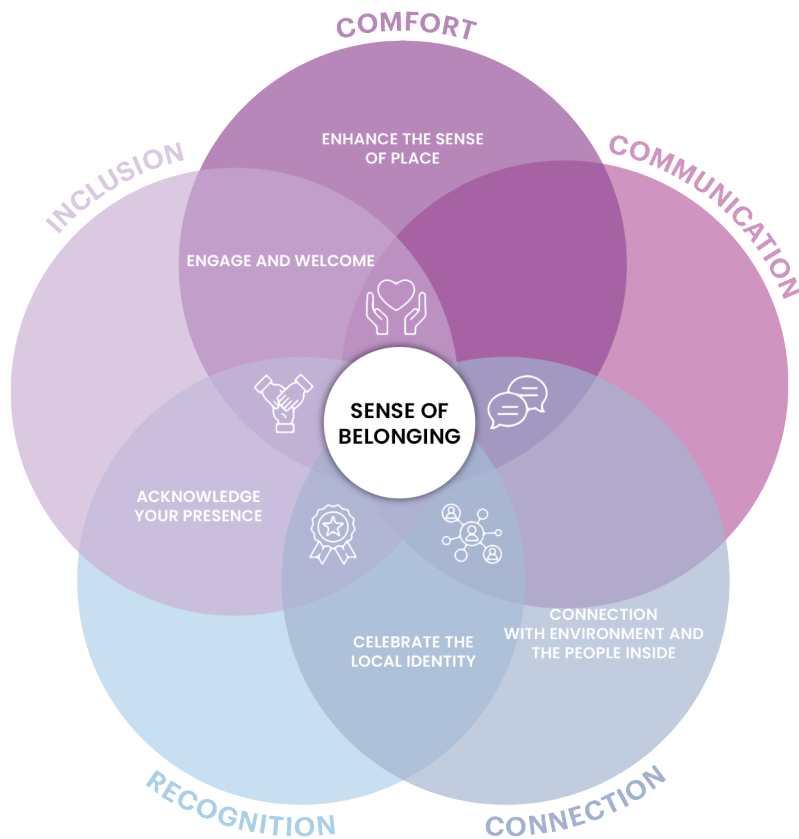 COMFORT
COMMUNICATION
INCLUSION
ENHANCE THE SENSE
OF PLACE
ENGAGE AND WELCOME
SENSE OF
BELONGING
ACKNOWLEDGE
YOUR PRESENCE
CONNECTION
WITH ENVIRONMENT AND
THE PEOPLE INSIDE
CELEBRATE THE
LOCAL IDENTITY
RECOGNITION
CONNECTION